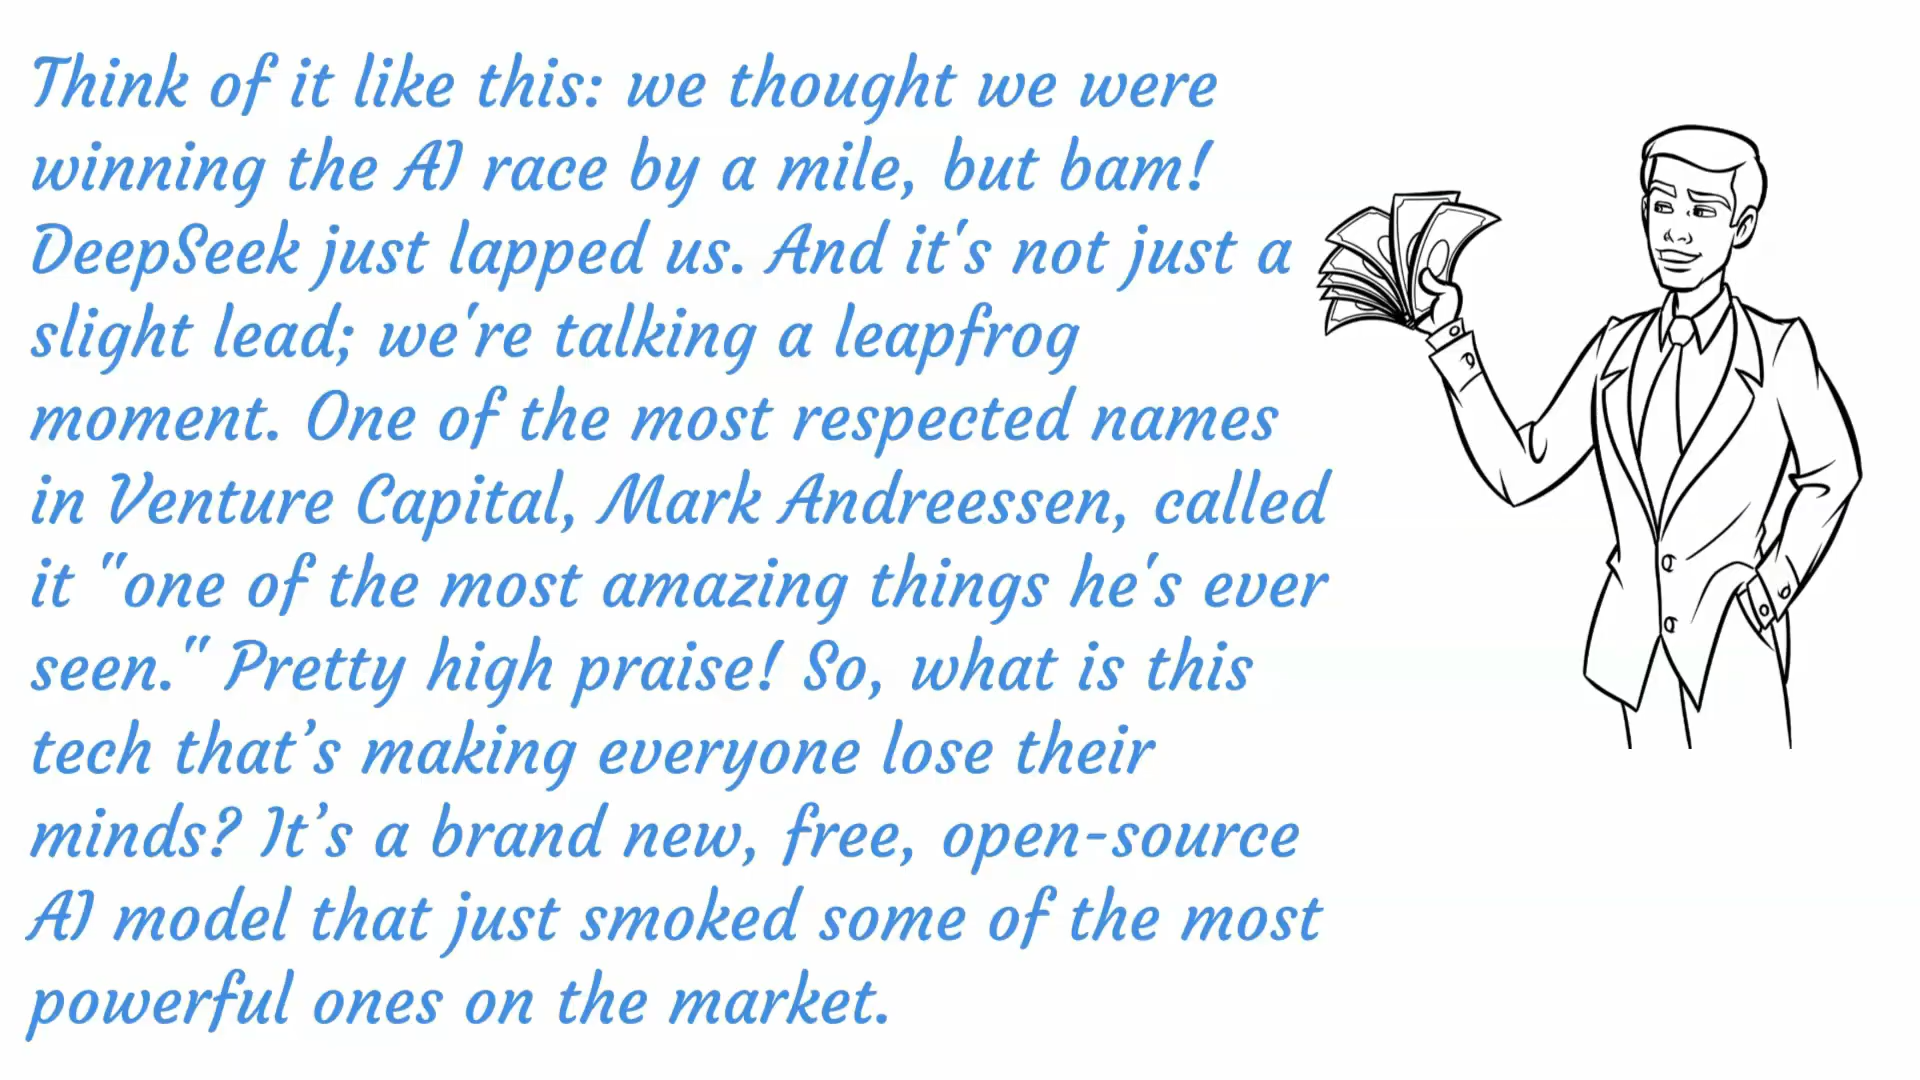 Think of it like this: we thought we were
winning the AI race by a mile, but bam!
DeepSeek just lapped us. And it's not just a
slight lead; we're talking a leapfrog
moment. One of the most respected names
in Venture Capital, Mark Andreessen, called
it "one of the most amazing things he's ever
seen." Pretty high praise! So, what is this
tech that’s making everyone lose their
minds? It’s a brand new, free, open-source
AI model that just smoked some of the most
powerful ones on the market.